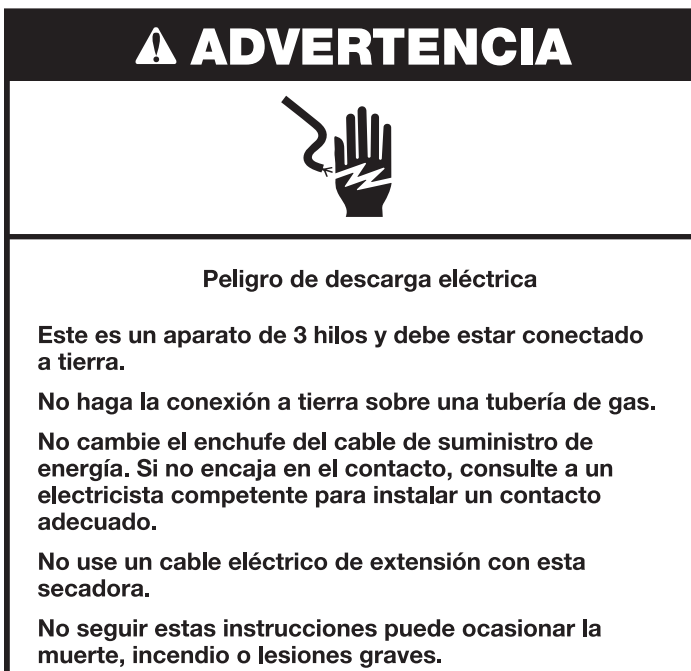 ADVERTENCIA
Peligro de descarga eléctrica
Este es un aparato de 3 hilos y debe estar conectado
a tierra.
No haga la conexión a tierra sobre una tubería de gas.
No cambie el enchufe del cable de suministro de
energía. Si no encaja en el contacto, consulte a un
electricista competente para instalar un contacto
adecuado.
No use un cable eléctrico de extensión con esta
secadora.
No seguir estas instrucciones puede ocasionar la
muerte, incendio o lesiones graves.